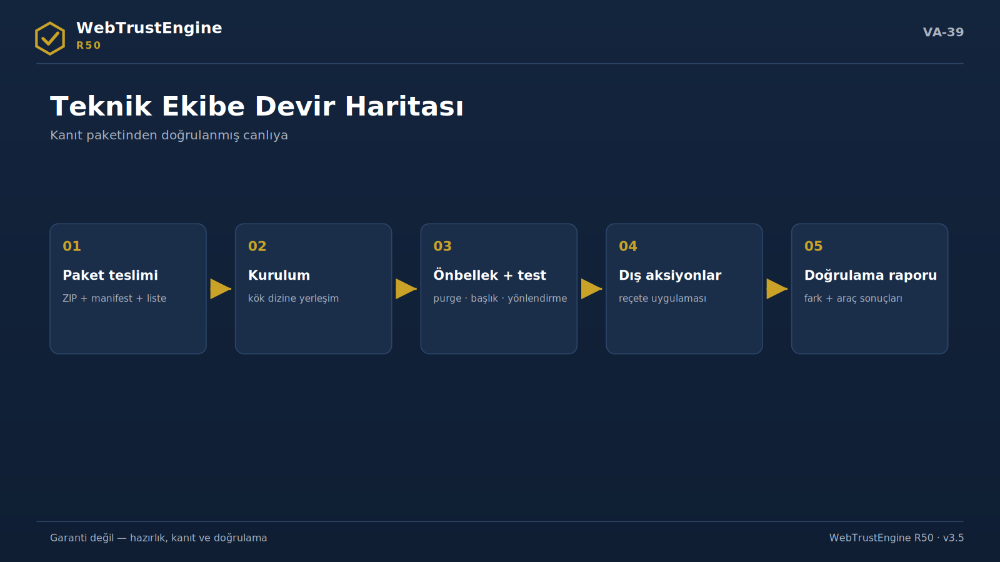 WebTrustEngine
R50
VA-39
Teknik Ekibe Devir Haritası
Kanıt paketinden doğrulanmış canlıya
01
Paket teslimi
ZIP + manifest + liste
02
Kurulum
kök dizine yerleşim
03
Önbellek + test
purge · başlık · yönlendirme
04
Dış aksiyonlar
reçete uygulaması
05
Doğrulama raporu
fark + araç sonuçları
Garanti değil — hazırlık, kanıt ve doğrulama
WebTrustEngine R50 · v3.5